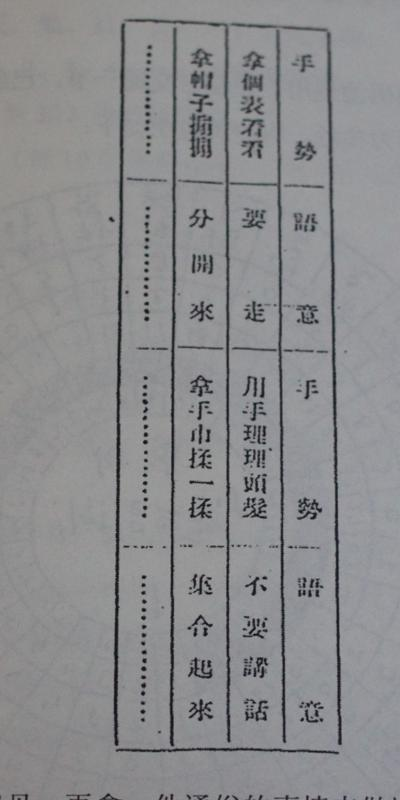 手勢 語意 手勢 語意
拿個表看看 要走 用手理理頭髮 不要講話
拿帽子搧搧 分開來 拿手巾揉一揉 集合起來
………… ………… ………… …………